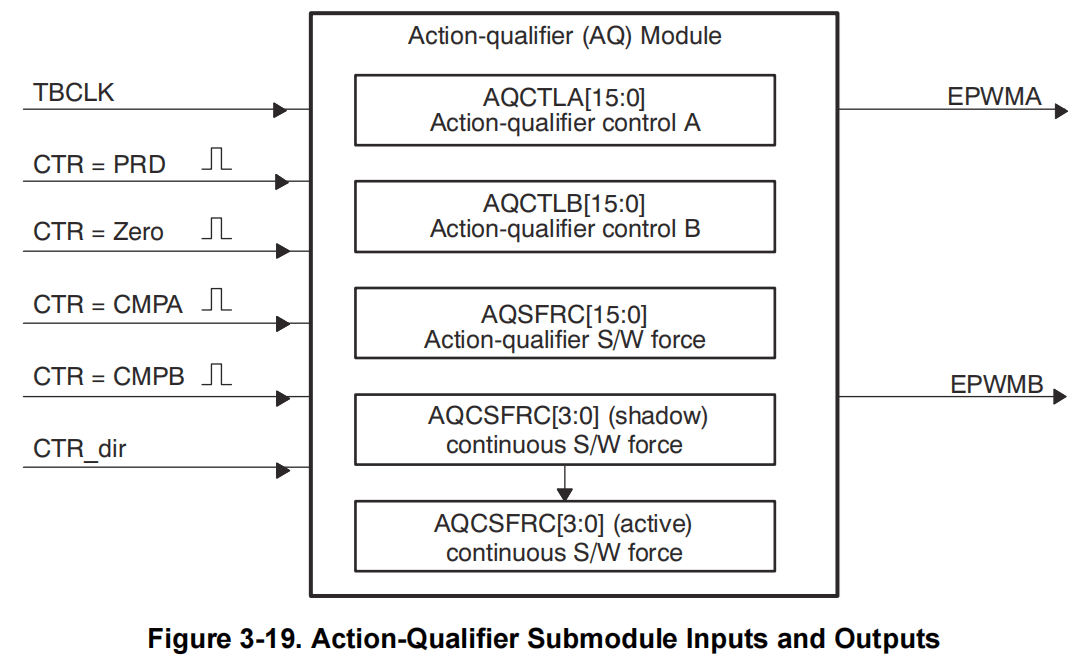 Action-qualifier (AQ) Module
TBCLK
CTR = PRD
CTR = Zero
CTR = CMPA
CTR = CMPB
CTR_dir
AQCTLA[15:0]
Action-qualifier control A
AQCTLB[15:0]
Action-qualifier control B
AQSFRC[15:0]
Action-qualifier S/W force
AQCSFRC[3:0] (shadow)
continuous S/W force
AQCSFRC[3:0] (active)
continuous S/W force
EPWMA
EPWMB
Figure 3-19. Action-Qualifier Submodule Inputs and Outputs